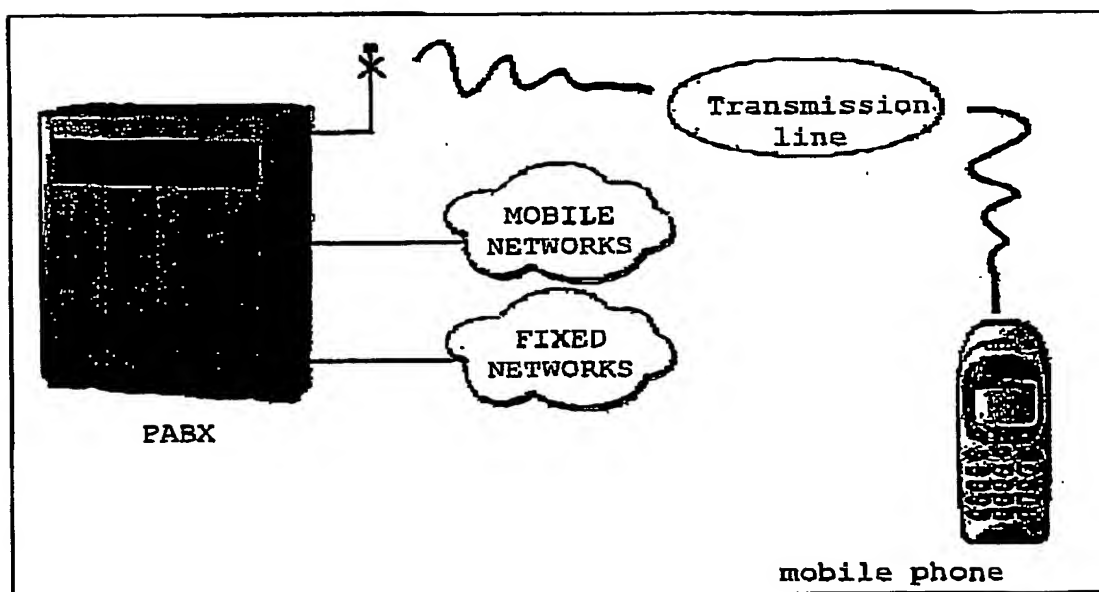 Transmission
line
MOBILE
NETWORKS
FIXED
NETWORKS
PABX
mobile phone